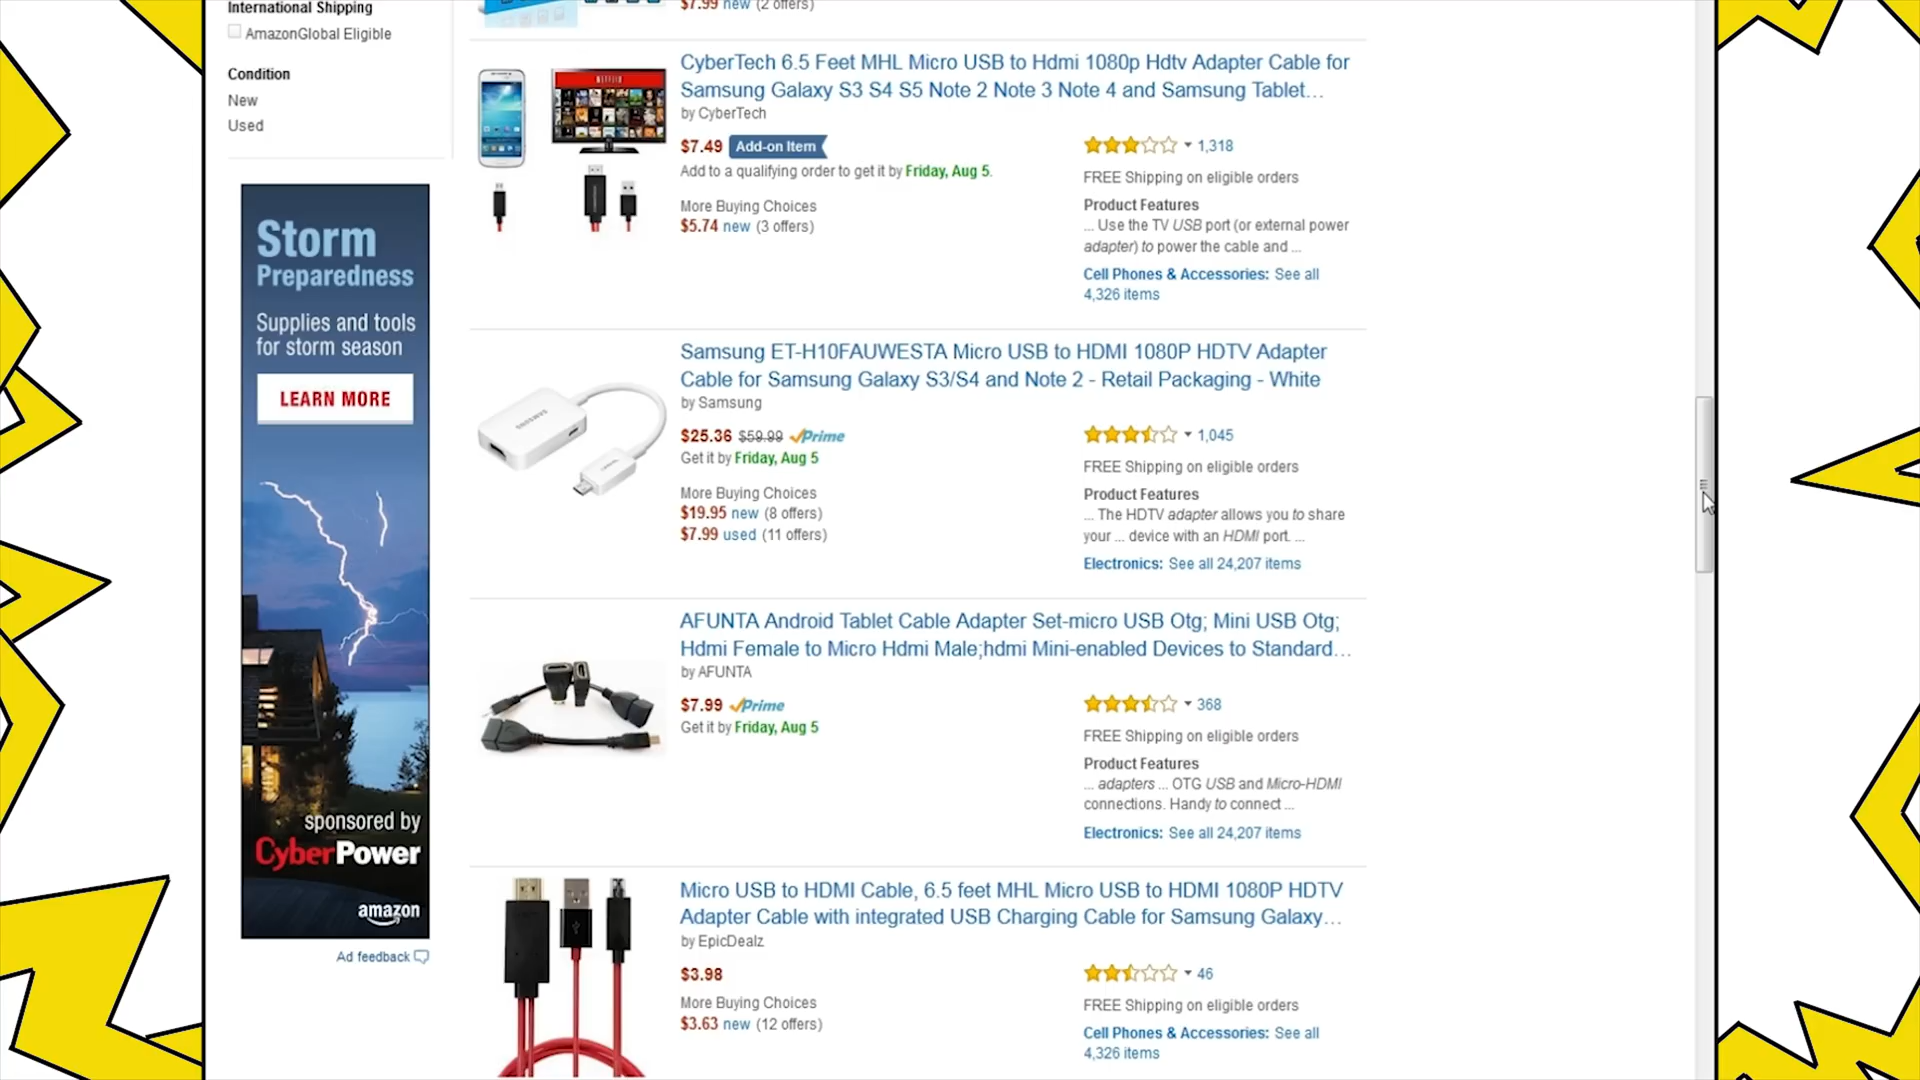 International Shipping
AmazonGlobal Eligible
Condition
New
Used
Storm
Preparedness
Supplies and tools
for storm season
LEARN MORE
sponsored by
CyberPower
amazon
Ad feedback
$7.99 new (2 offers)
NETFLIX
CyberTech 6.5 Feet MHL Micro USB to Hdmi 1080p Hdtv Adapter Cable for
Samsung Galaxy S3 S4 S5 Note 2 Note 3 Note 4 and Samsung Tablet...
by CyberTech
$7.49 Add-on Item
Add to a qualifying order to get it by Friday, Aug 5.
More Buying Choices
$5.74 new (3 offers)
1,318
FREE Shipping on eligible orders
Product Features
... Use the TV USB port (or external power
adapter) to power the cable and ...
Cell Phones & Accessories: See all
4,326 items
Samsung ET-H10FAUWESTA Micro USB to HDMI 1080P HDTV Adapter
Cable for Samsung Galaxy S3/S4 and Note 2 - Retail Packaging - White
by Samsung
SAMSUNG
$25.36 $59.99 Prime
Get it by Friday, Aug 5
More Buying Choices
$19.95 new (8 offers)
$7.99 used (11 offers)
1,045
FREE Shipping on eligible orders
Product Features
... The HDTV adapter allows you to share
your ... device with an HDMI port. ...
Electronics: See all 24,207 items
AFUNTA Android Tablet Cable Adapter Set-micro USB Otg; Mini USB Otg;
Hdmi Female to Micro Hdmi Male;hdmi Mini-enabled Devices to Standard...
by AFUNTA
$7.99 Prime
Get it by Friday, Aug 5
368
FREE Shipping on eligible orders
Product Features
... adapters ... OTG USB and Micro-HDMI
connections. Handy to connect ...
Electronics: See all 24,207 items
Micro USB to HDMI Cable, 6.5 feet MHL Micro USB to HDMI 1080P HDTV
Adapter Cable with integrated USB Charging Cable for Samsung Galaxy...
by EpicDealz
$3.98
More Buying Choices
$3.63 new (12 offers)
46
FREE Shipping on eligible orders
Cell Phones & Accessories: See all
4,326 items